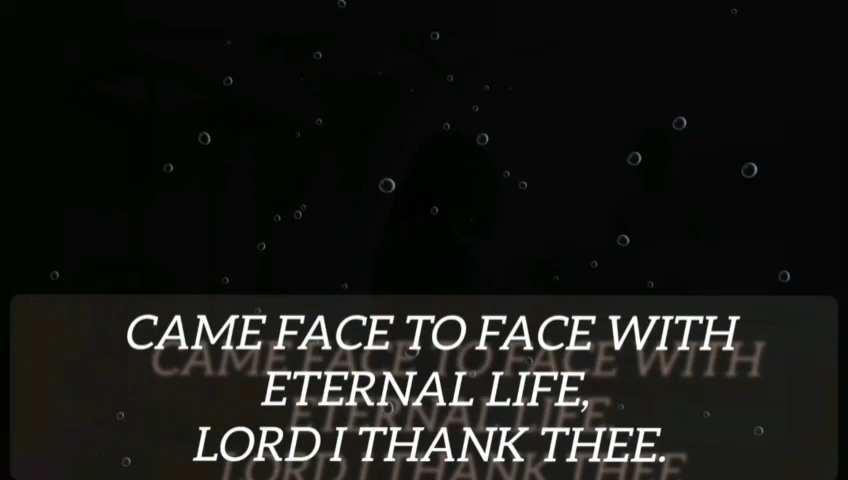 CAME FACE TO FACE WITH
ETERNAL LIFE,
LORD I THANK THEE.